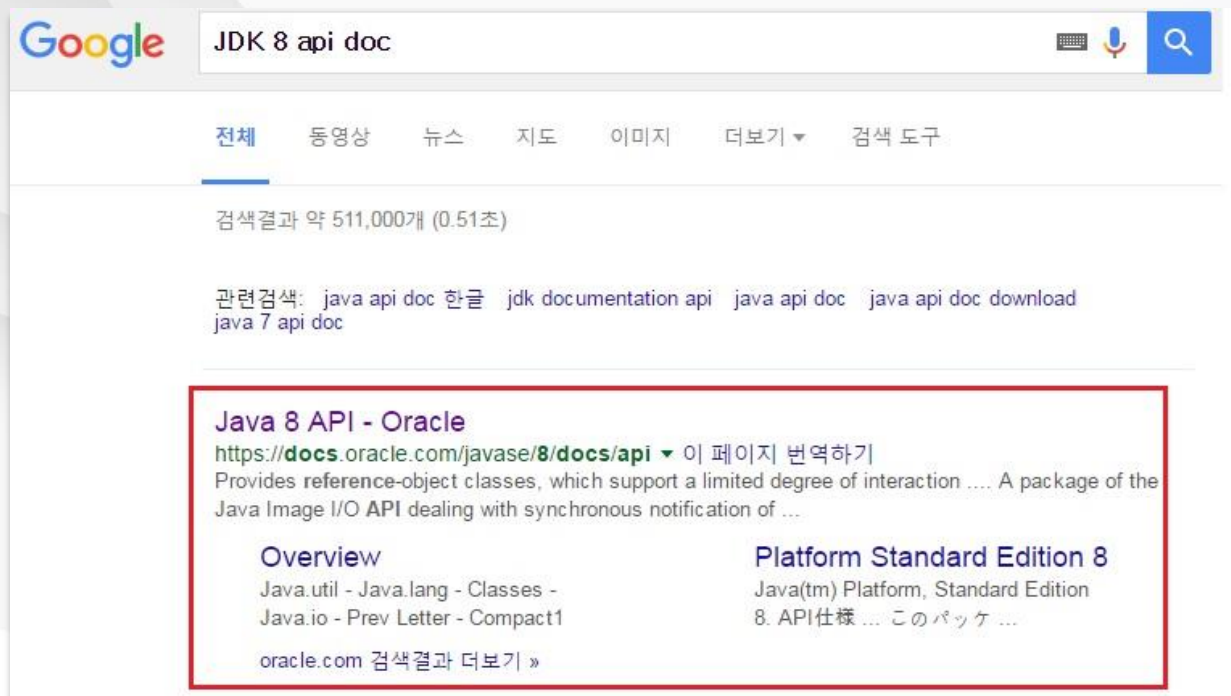 Google JDK 8 api doc
전체 동영상 뉴스 지도 이미지 더보기 ▾ 검색 도구
검색결과 약 511,000개 (0.51초)
관련검색: java api doc 한글 jdk documentation api java api doc java api doc download
java 7 api doc
Java 8 API - Oracle
https://docs.oracle.com/javase/8/docs/api ▾ 이 페이지 번역하기
Provides reference-object classes, which support a limited degree of interaction .... A package of the
Java Image I/O API dealing with synchronous notification of ...
Overview
Java.util - Java.lang - Classes -
Java.io - Prev Letter - Compact1
Platform Standard Edition 8
Java(tm) Platform, Standard Edition
8. API仕様 ... このパッケ ...
oracle.com 검색결과 더보기 »